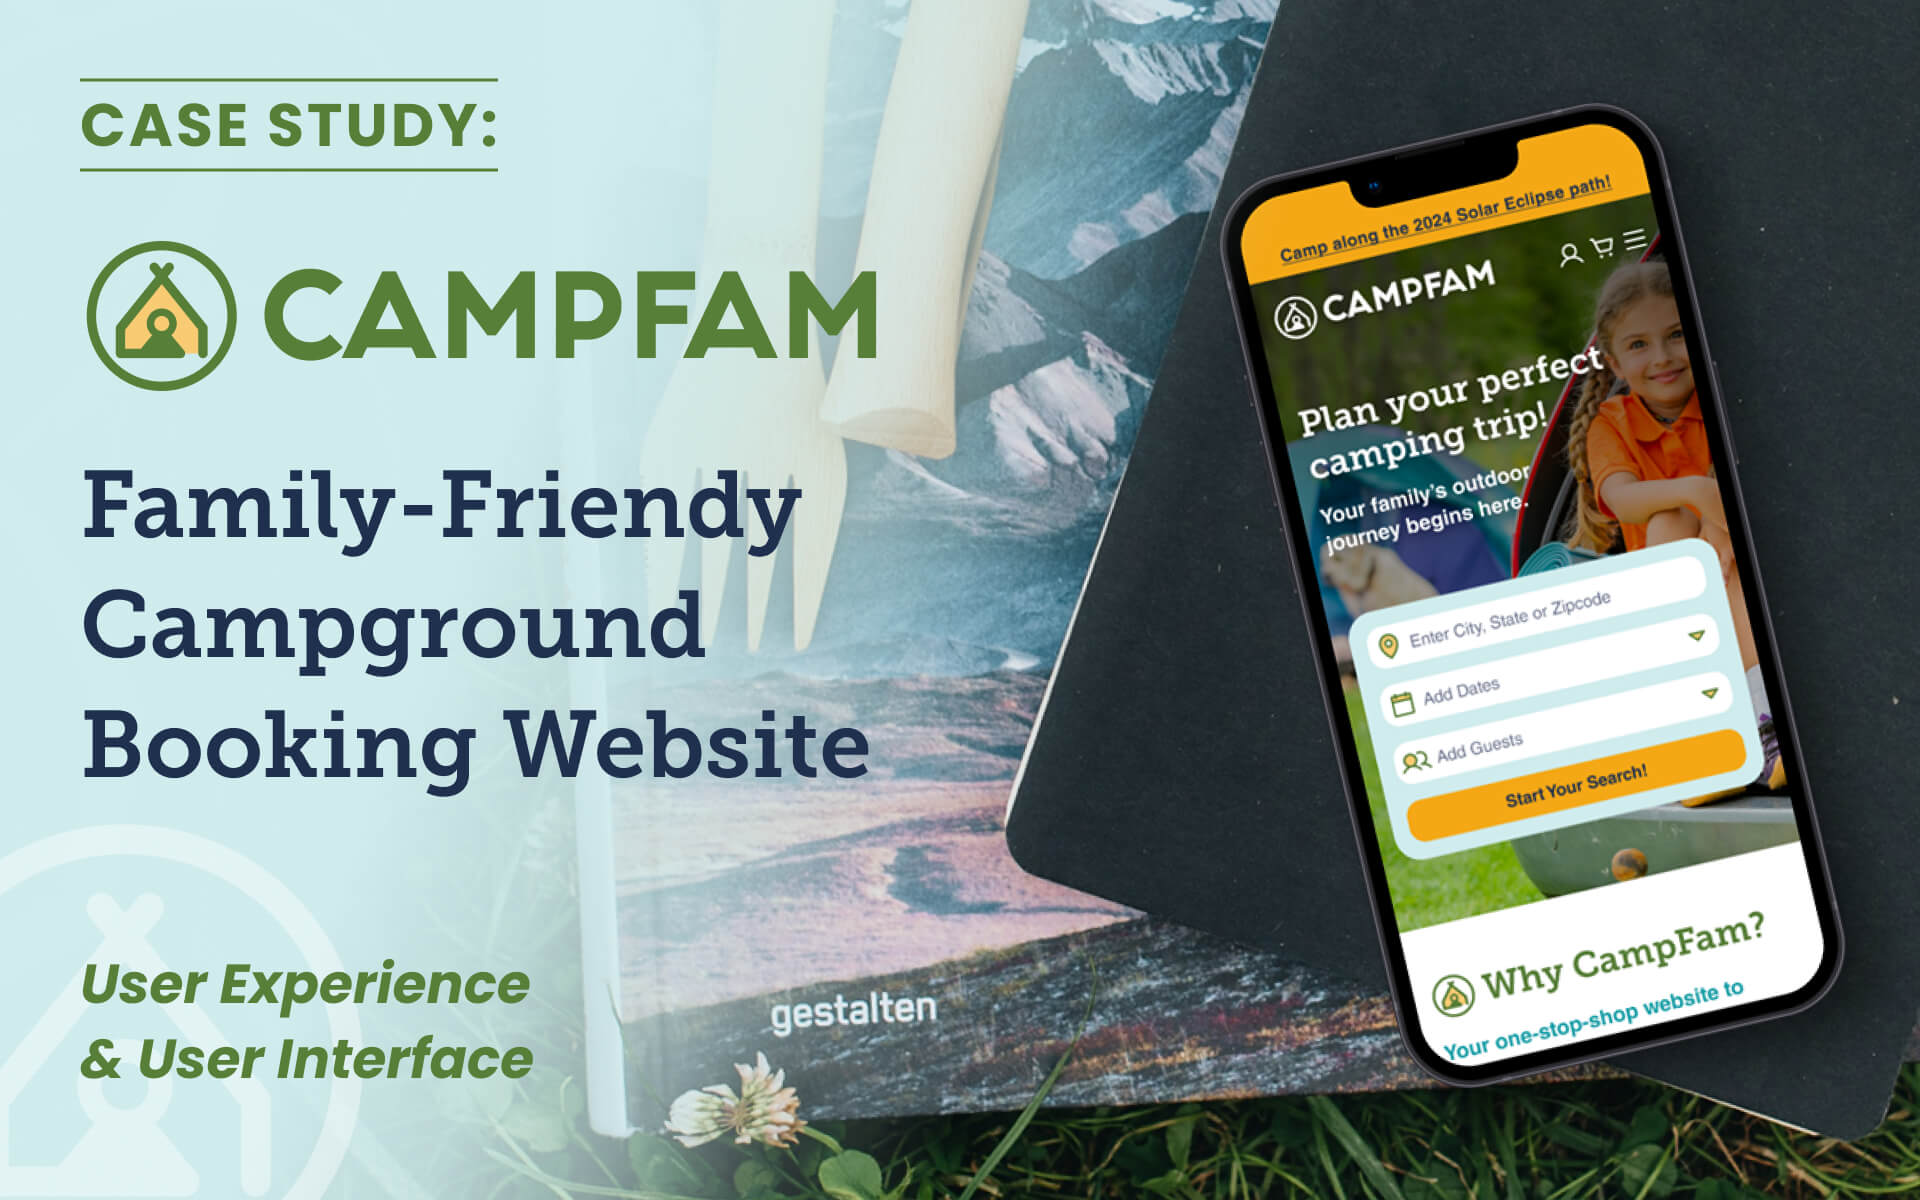 CASE STUDY:
CAMPFAM
Family-Friendy
Campground
Booking Website
User Experience
& User Interface
gestalten
Camp along the 2024 Solar Eclipse path!
CAMPFAM
Plan your perfect
camping trip!
Your family's outdoor
journey begins here.
Enter City, State or Zipcode
Add Dates
Add Guests
Start Your Search!
Why CampFam?
Your one-stop-shop website to